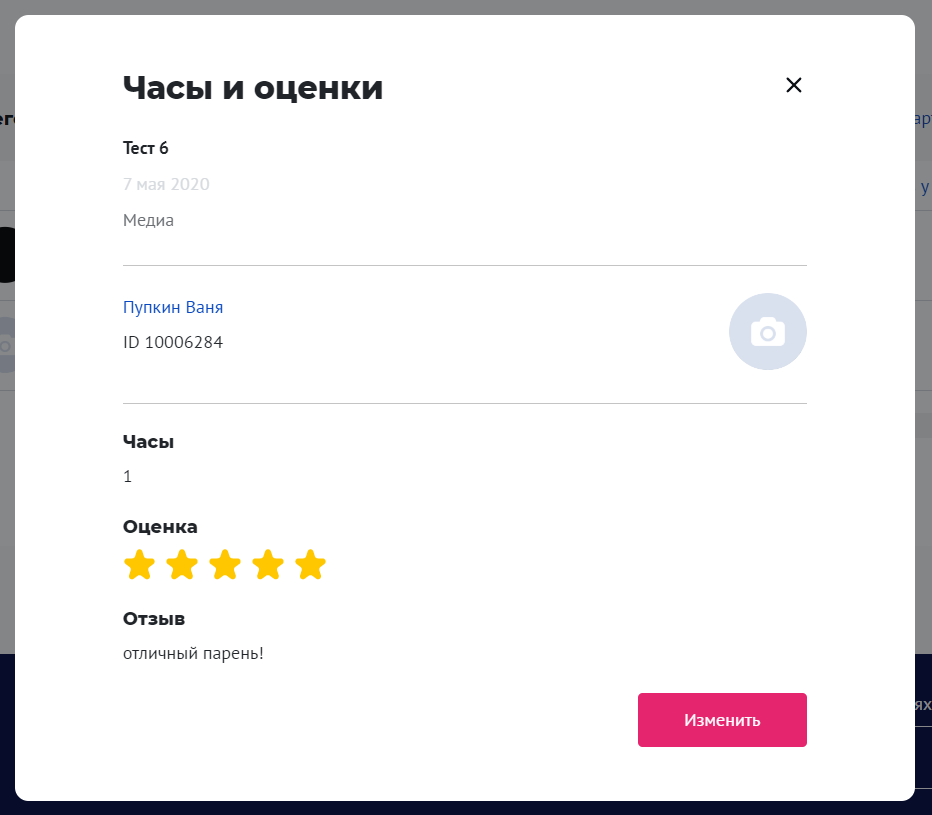 Часы и оценки
Тест 6
7 мая 2020
Медиа
Пупкин Ваня
ID 10006284
Часы
1
Оценка
Отзыв
отличный парень!
Изменить